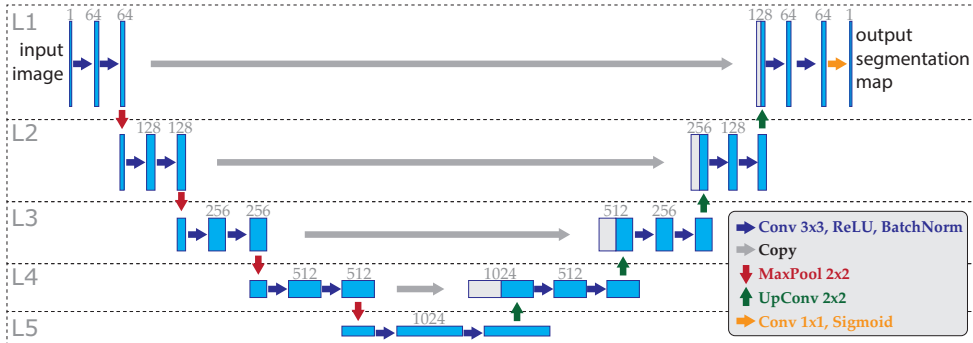 L1
1
64
64
128
64
64
1
input
image
output
segmentation
map
L2
128
128
256
128
L3
256
256
512
256
Conv 3x3, ReLU, BatchNorm
Copy
MaxPool 2x2
UpConv 2x2
Conv 1x1, Sigmoid
L4
512
512
1024
512
L5
1024